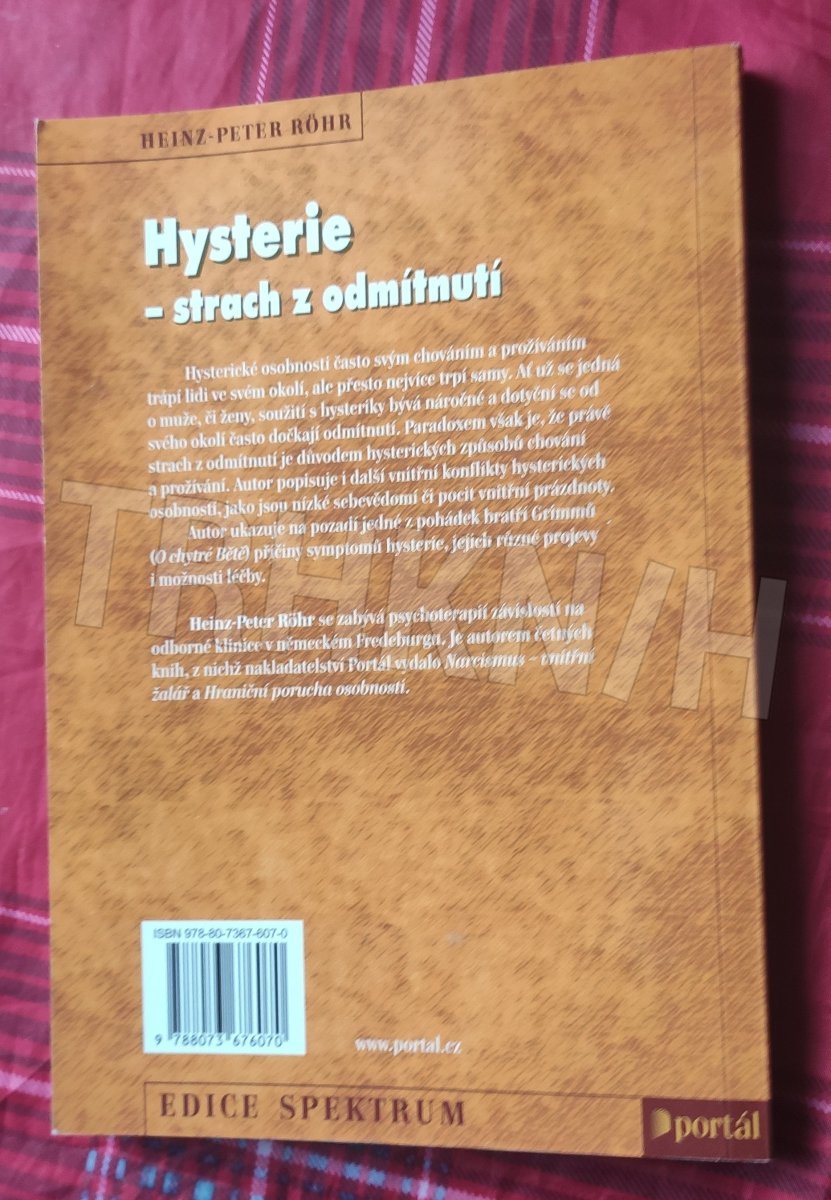 HEINZ-PETER RÖHR
Hysterie
– strach z odmítnutí
Hysterické osobnosti často svým chováním a prožíváním
trápí lidi ve svém okolí, ale přesto nejvíce trpí samy. Ať už se jedná
o muže, či ženy, soužití s hysteriky bývá náročné a dotyční se od
svého okolí často dočkají odmítnutí. Paradoxem však je, že právě
strach z odmítnutí je důvodem hysterických způsobů chování
a prožívání. Autor popisuje i další vnitřní konflikty hysterických
osobností, jako jsou nízké sebevědomí či pocit vnitřní prázdnoty.
Autor ukazuje na pozadí jedné z pohádek bratří Grimmů
(O chytré Bětě) příčiny symptomů hysterie, jejich různé projevy
i možnosti léčby.
Heinz-Peter Röhr se zabývá psychoterapií závislostí na
odborné klinice v německém Fredeburgu. Je autorem četných
knih, z nichž nakladatelství Portál vydalo Narcismus – vnitřní
žalář a Hraniční porucha osobnosti.
TBHKN/H
ISBN 978-80-7367-607-0
9 788073 676070
www.portal.cz
EDICE SPEKTRUM
portál